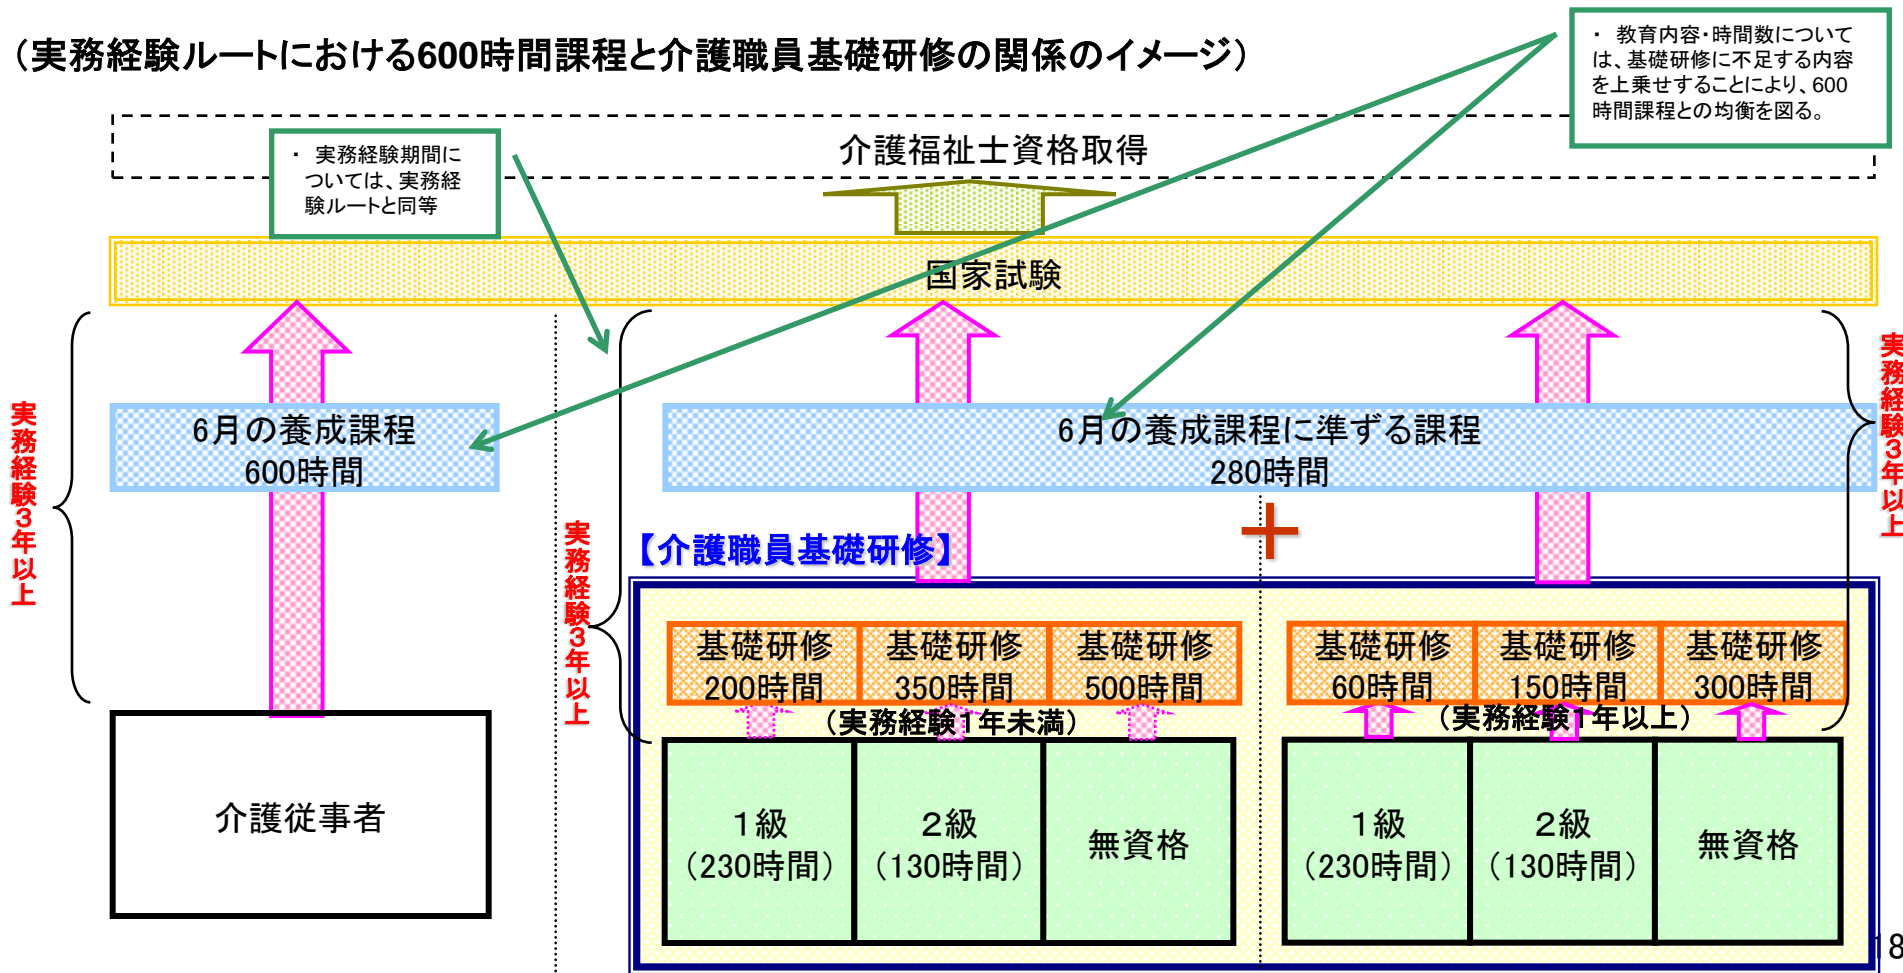 （実務経験ルートにおける600時間課程と介護職員基礎研修の関係のイメージ）
・　教育内容・時間数について
は、基礎研修に不足する内容
を上乗せすることにより、600
時間課程との均衡を図る。
介護福祉士資格取得
・　実務経験期間に
ついては、実務経
験ルートと同等
国家試験
実務経験３年以上
6月の養成課程
600時間
実務経験３年以上
6月の養成課程に準ずる課程
280時間
実務経験３年以上
＋
【介護職員基礎研修】
基礎研修
200時間
基礎研修
350時間
基礎研修
500時間
基礎研修
60時間
基礎研修
150時間
基礎研修
300時間
（実務経験１年未満）
（実務経験１年以上）
介護従事者
１級
（230時間）
２級
（130時間）
無資格
１級
（230時間）
２級
（130時間）
無資格
18